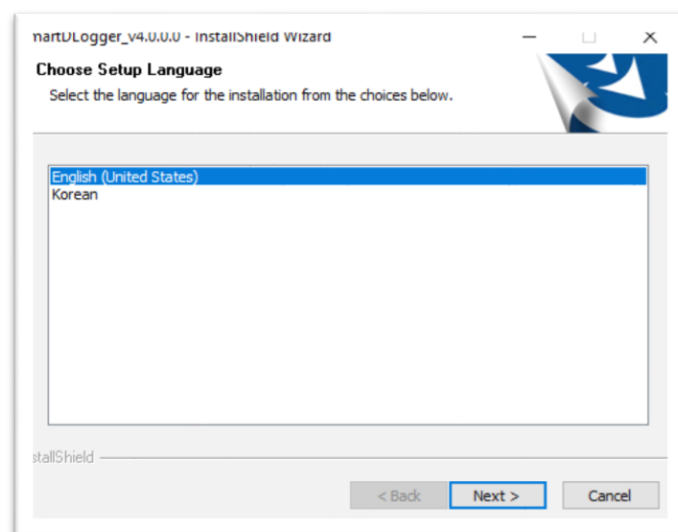 martDLogger_v4.0.0.0 - InstallShield Wizard
Choose Setup Language
Select the language for the installation from the choices below.
English (United States)
Korean
stallShield
< Back Next > Cancel